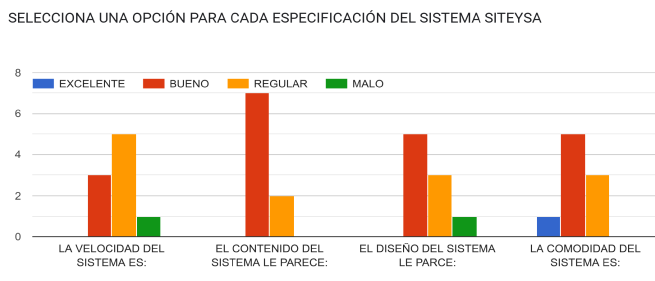 SELECCIONA UNA OPCIÓN PARA CADA ESPECIFICACIÓN DEL SISTEMA SITEYSA
8
EXCELENTE BUENO REGULAR MALO
6
4
2
0
LA VELOCIDAD DEL
SISTEMA ES:
EL CONTENIDO DEL
SISTEMA LE PARECE:
EL DISEÑO DEL SISTEMA
LE PARCE:
LA COMODIDAD DEL
SISTEMA ES: